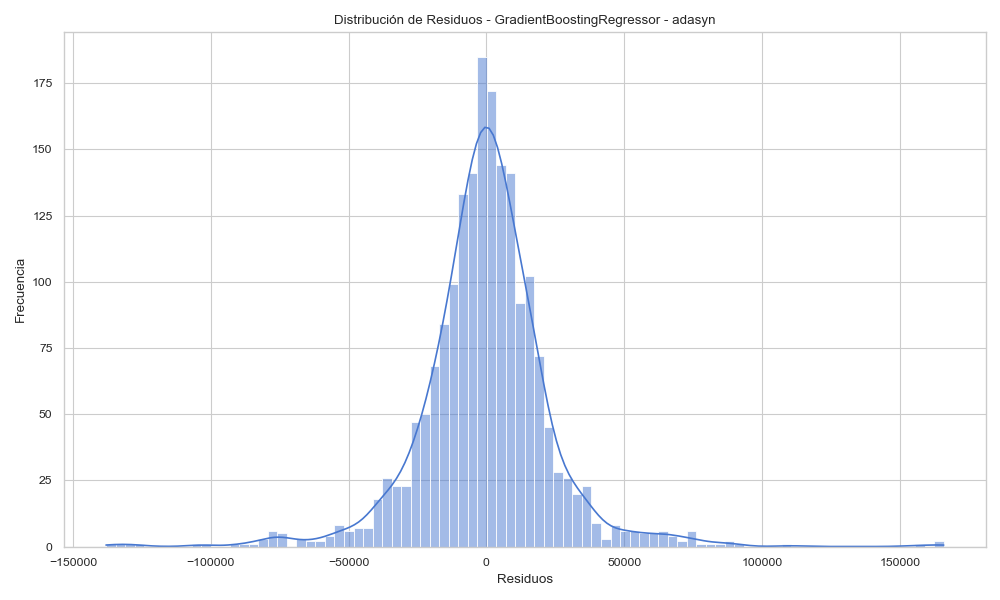 Distribución de Residuos - GradientBoostingRegressor - adasyn
Frecuencia
175
150
125
100
75
50
25
0
−150000 −100000 −50000 0 50000 100000 150000
Residuos